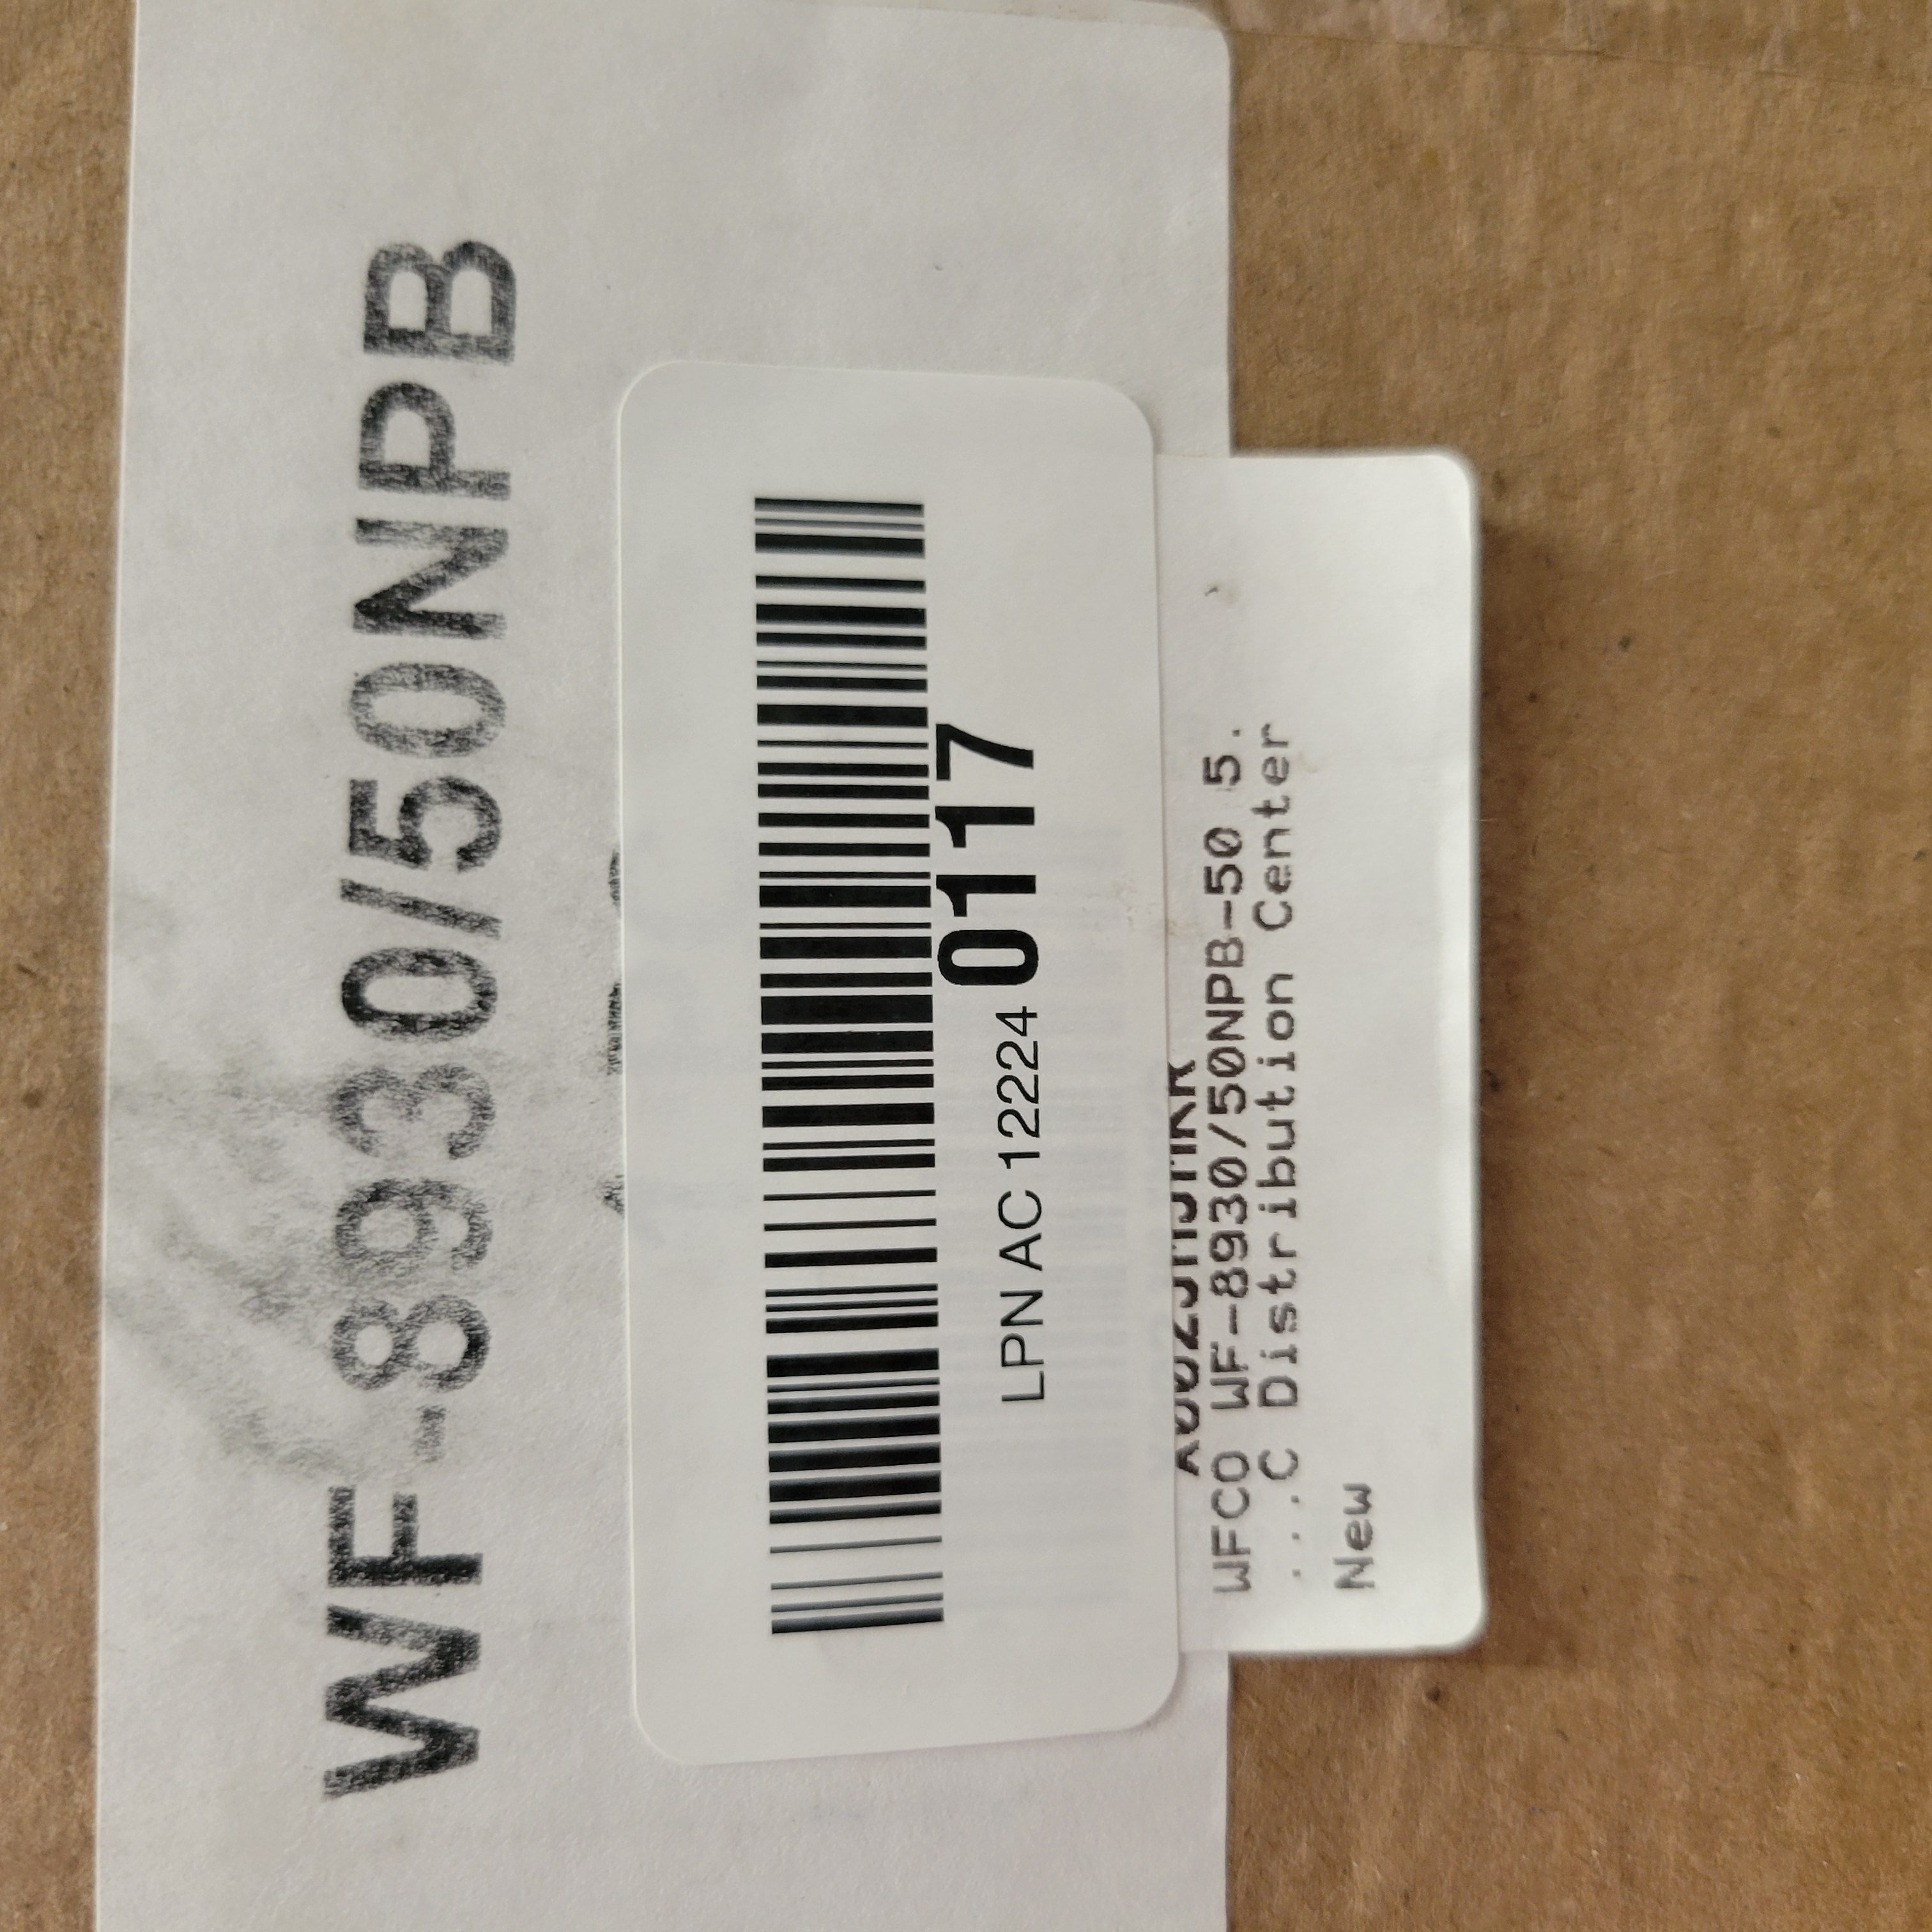 WF-8930/50NPB
LPN AC 12224 0117
WFCO WF-8930/50NPB-50 5.
...C Distribution Center
New